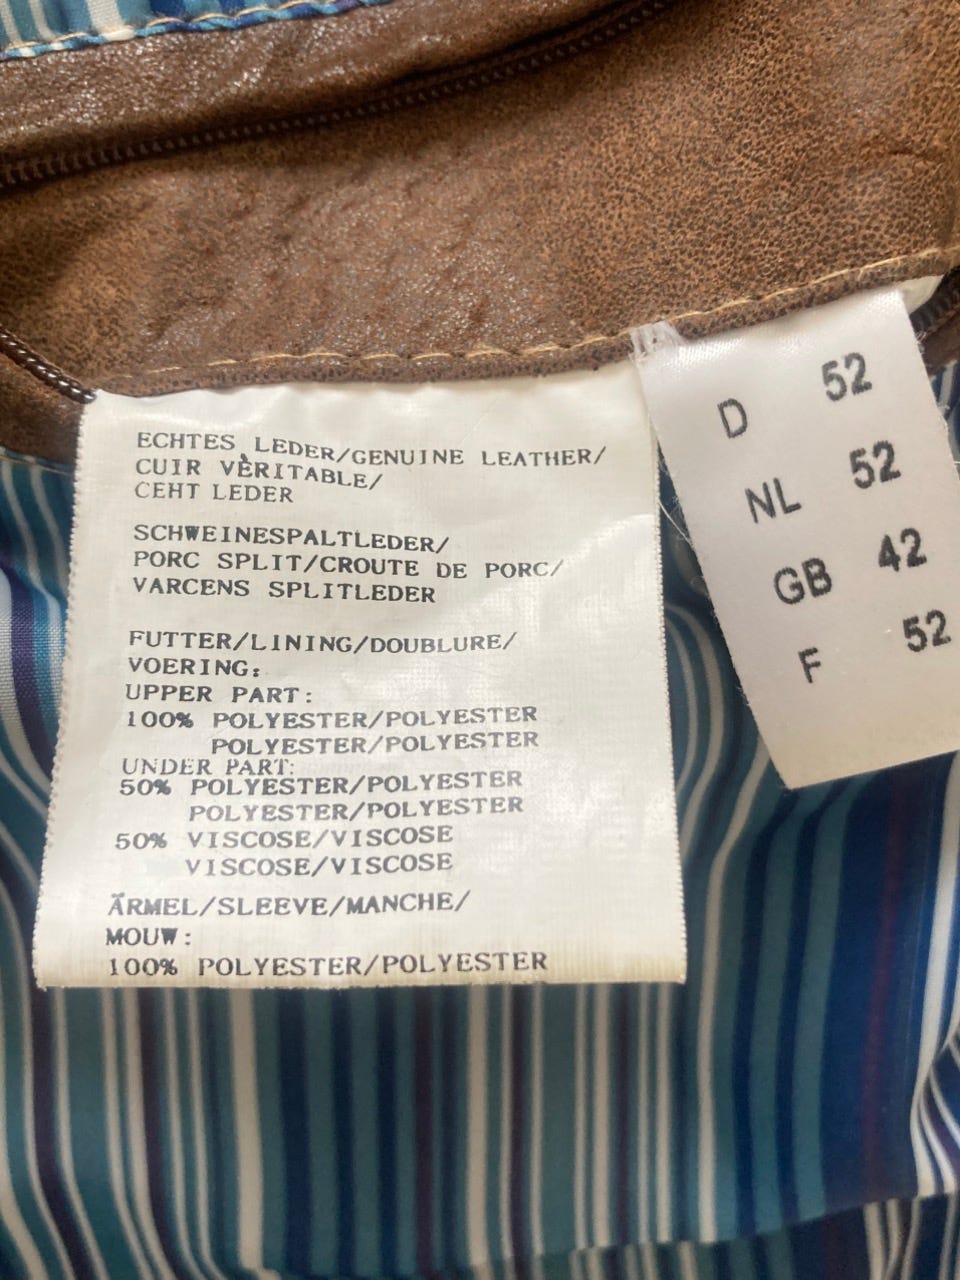 ECHTES LEDER/GENUINE LEATHER/
CUIR VÈRITABLE/
CEHT LEDER
SCHWEINESPALTLEDER/
PORC SPLIT/CROUTE DE PORC/
VARCENS SPLITLEDER
FUTTER/LINING/DOUBLURE/
VOERING:
UPPER PART:
100% POLYESTER/POLYESTER
POLYESTER/POLYESTER
UNDER PART:
50% POLYESTER/POLYESTER
POLYESTER/POLYESTER
50% VISCOSE/VISCOSE
VISCOSE/VISCOSE
ÄRMEL/SLEEVE/MANCHE/
MOUW:
100% POLYESTER/POLYESTER
D 52
NL 52
GB 42
F 52